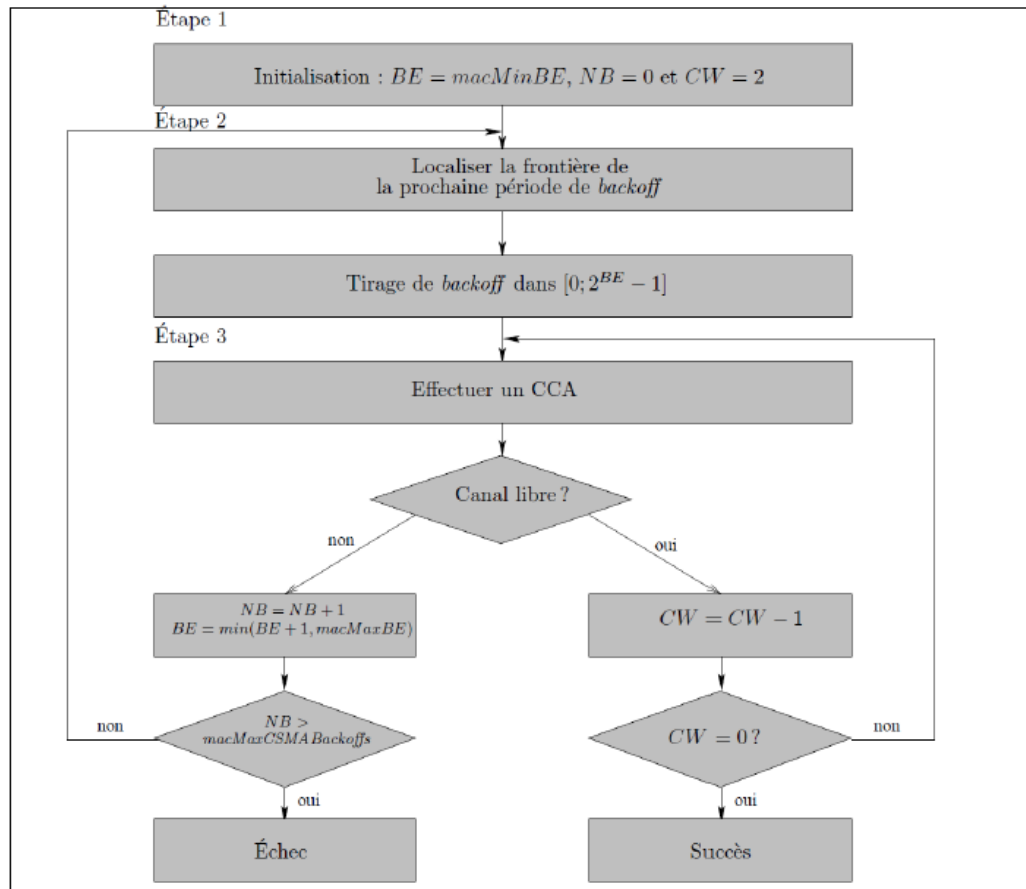 Étape 1
Initialisation : BE = macMinBE, NB = 0 et CW = 2
Étape 2
Localiser la frontière de
la prochaine période de backoff
Tirage de backoff dans [0; 2^{BE} − 1]
Étape 3
Effectuer un CCA
Canal libre ?
non
oui
NB = NB + 1
BE = min(BE + 1, macMaxBE)
CW = CW − 1
non
NB >
macMaxCSMABackoffs
CW = 0 ?
non
oui
oui
Échec
Succès